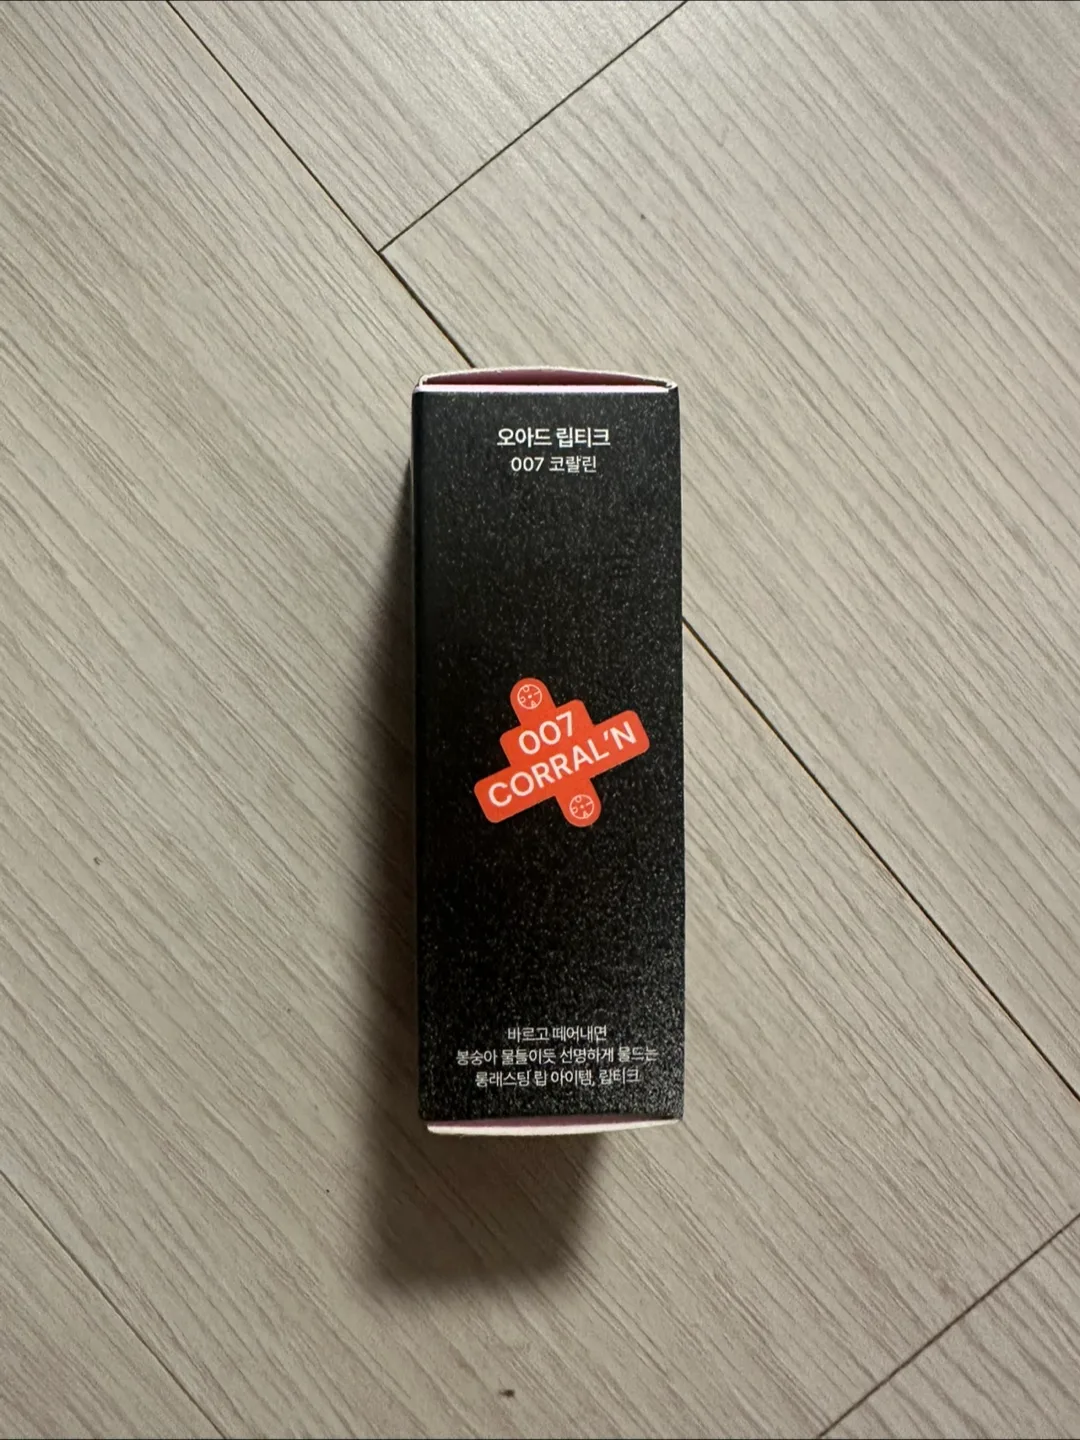 오아드 립티크
007 코랄린
007
CORRAL'N
바르고 떼어내면
봉숭아 물들이듯 선명하게 물드는
롱래스팅 립 아이템, 립티크